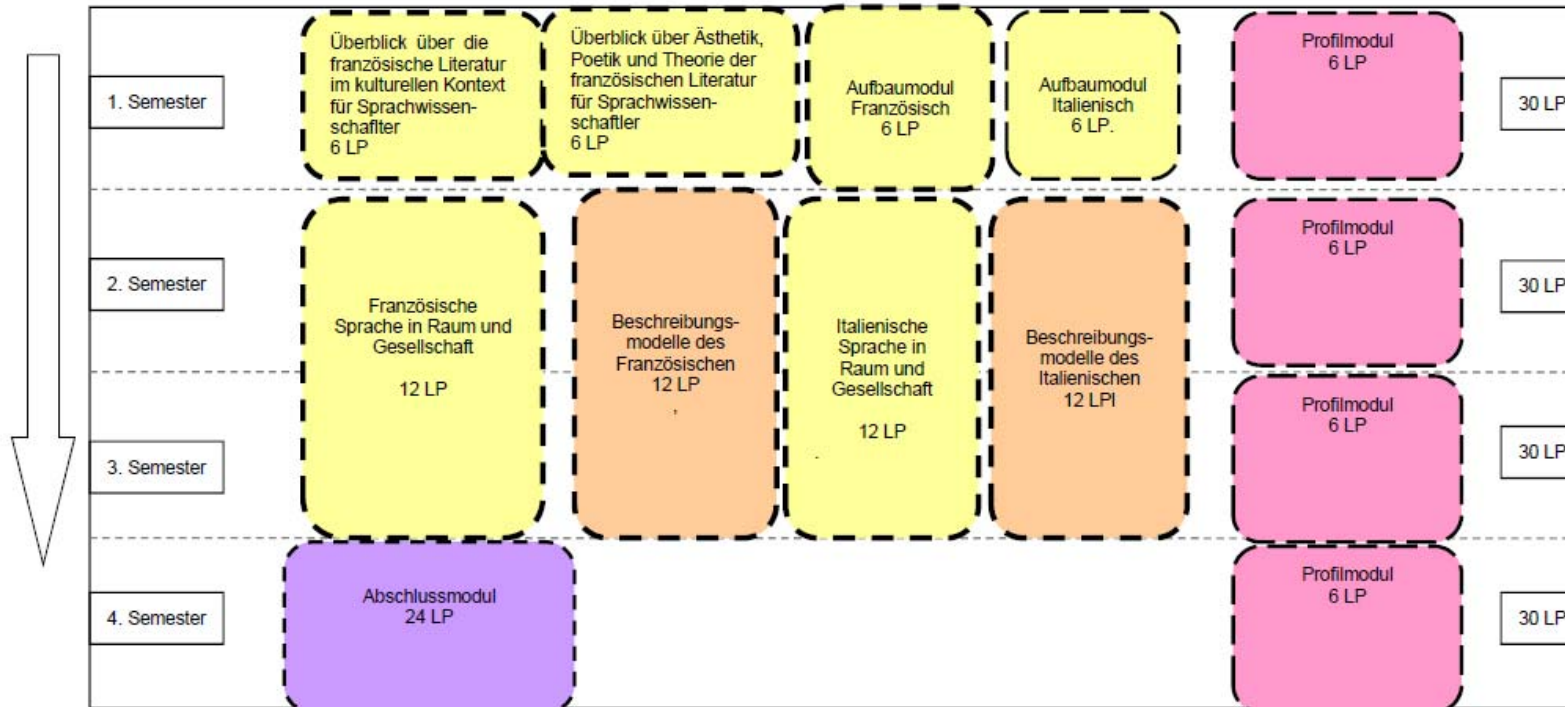 1. Semester
Überblick über die
französische Literatur
im kulturellen Kontext
für Sprachwissen-
schaflter
6 LP
Überblick über Ästhetik,
Poetik und Theorie der
französischen Literatur
für Sprachwissen-
schaftler
6 LP
Aufbaumodul
Französisch
6 LP
Aufbaumodul
Italienisch
6 LP.
Profilmodul
6 LP
30 LP
2. Semester
Französische
Sprache in Raum und
Gesellschaft
12 LP
Beschreibungs-
modelle des
Französischen
12 LP
,
Italienische
Sprache in
Raum und
Gesellschaft
12 LP
.
Beschreibungs-
modelle des
Italienischen
12 LPI
Profilmodul
6 LP
30 LP
3. Semester
Profilmodul
6 LP
30 LP
4. Semester
Abschlussmodul
24 LP
Profilmodul
6 LP
30 LP